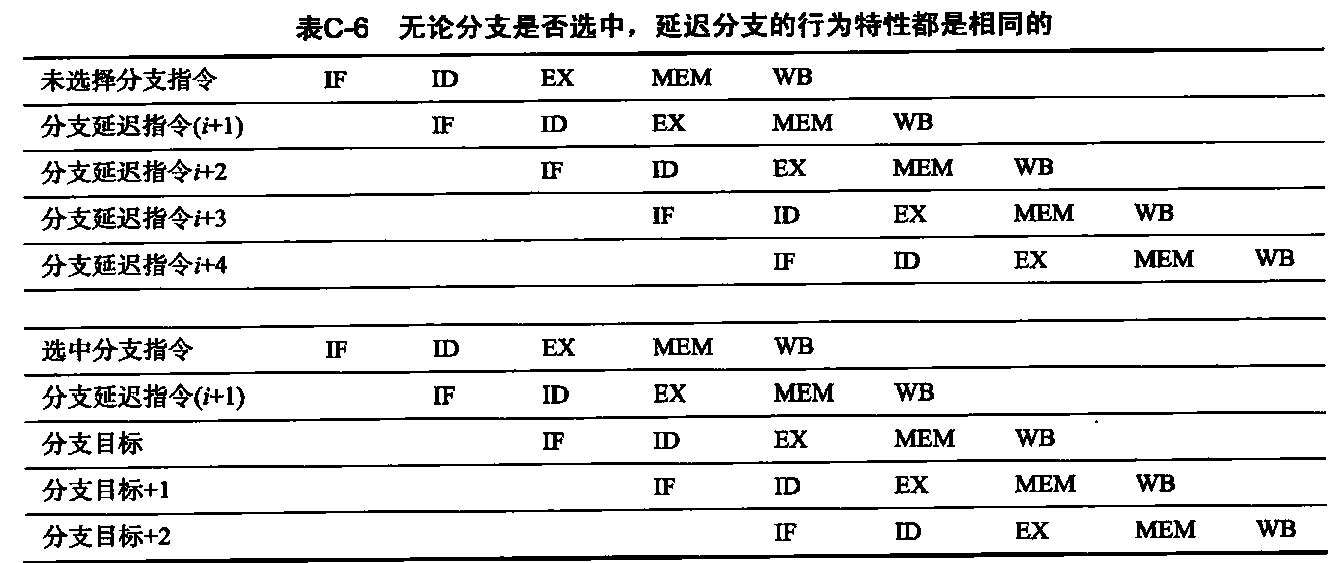 表C-6 无论分支是否选中，延迟分支的行为特性都是相同的
未选择分支指令 IF ID EX MEM WB
分支延迟指令(i+1) IF ID EX MEM WB
分支延迟指令i+2 IF ID EX MEM WB
分支延迟指令i+3 IF ID EX MEM WB
分支延迟指令i+4 IF ID EX MEM WB
选中分支指令 IF ID EX MEM WB
分支延迟指令(i+1) IF ID EX MEM WB
分支目标 IF ID EX MEM WB
分支目标+1 IF ID EX MEM WB
分支目标+2 IF ID EX MEM WB